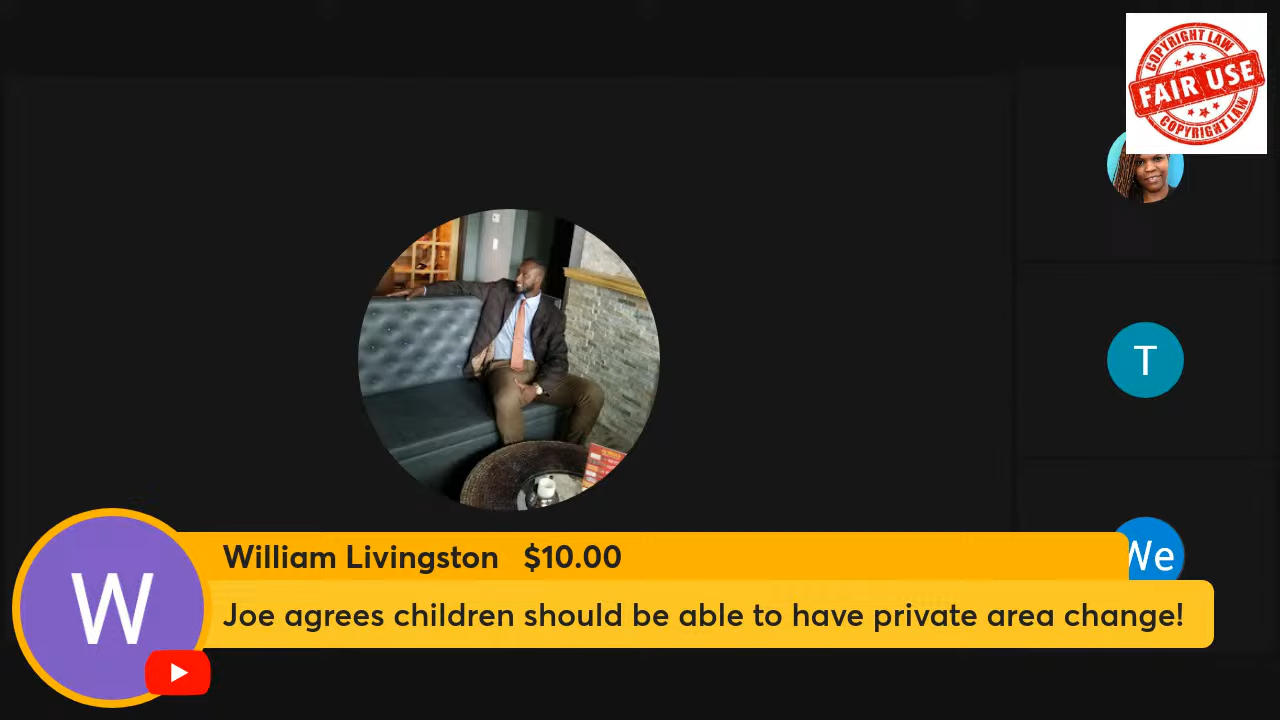 COPYRIGHT LAW
FAIR USE
COPYRIGHT LAW
T
We
W
William Livingston $10.00
Joe agrees children should be able to have private area change!